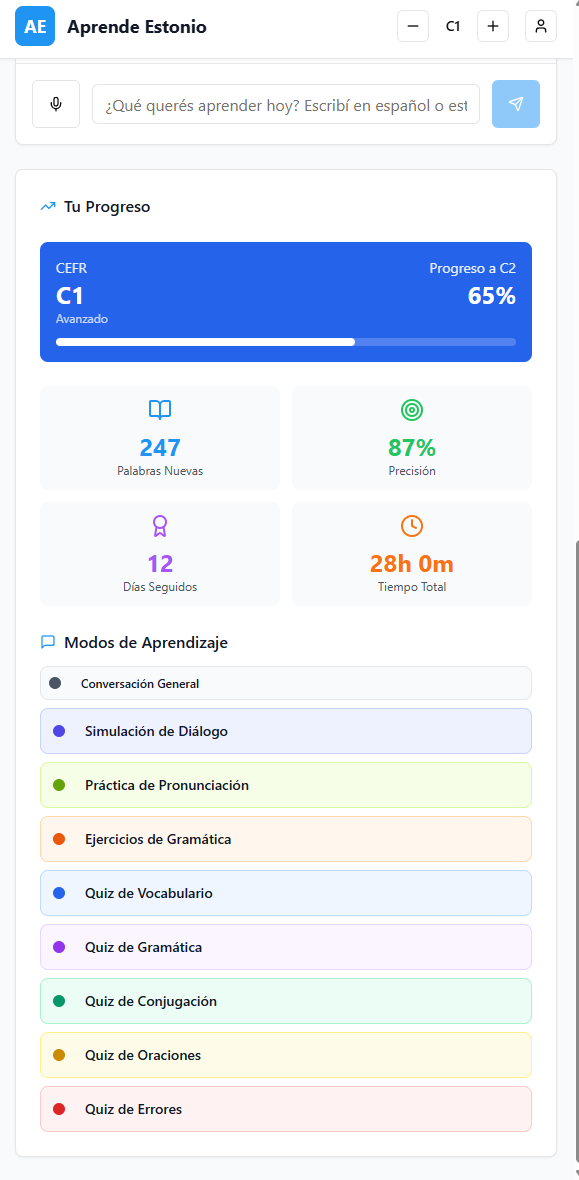 AE
Aprende Estonio
C1
¿Qué querés aprender hoy? Escribí en español o est
Tu Progreso
CEFR
Progreso a C2
C1
65%
Avanzado
247
Palabras Nuevas
87%
Precisión
12
Días Seguidos
28h 0m
Tiempo Total
Modos de Aprendizaje
Conversación General
Simulación de Diálogo
Práctica de Pronunciación
Ejercicios de Gramática
Quiz de Vocabulario
Quiz de Gramática
Quiz de Conjugación
Quiz de Oraciones
Quiz de Errores